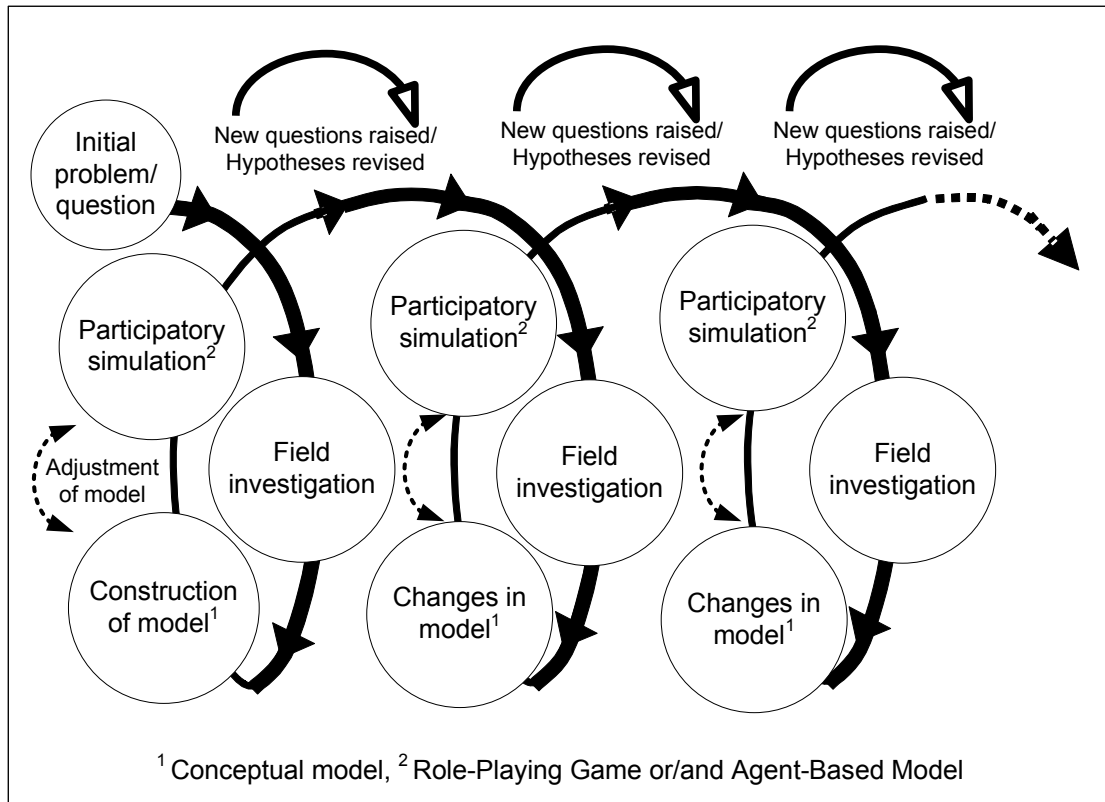 New questions raised/
Hypotheses revised
New questions raised/
Hypotheses revised
New questions raised/
Hypotheses revised
Initial
problem/
question
Participatory
simulation²
Participatory
simulation²
Participatory
simulation²
Field
investigation
Field
investigation
Field
investigation
Adjustment
of model
Construction
of model¹
Changes in
model¹
Changes in
model¹
¹ Conceptual model, ² Role-Playing Game or/and Agent-Based Model